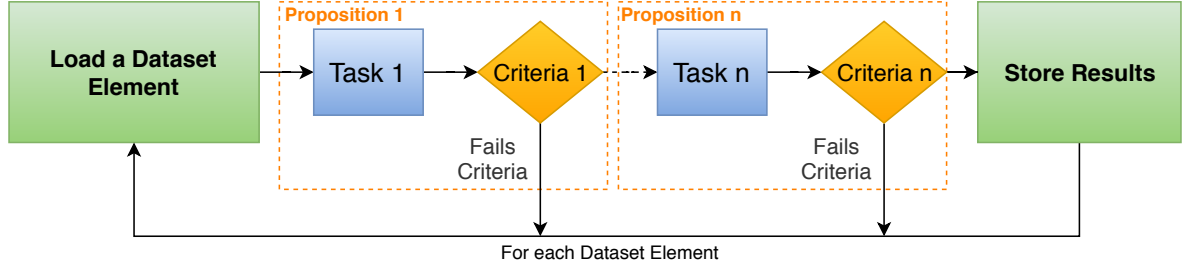 Proposition 1
Proposition n
Load a Dataset
Element
Task 1
Criteria 1
Task n
Criteria n
Store Results
Fails
Criteria
Fails
Criteria
For each Dataset Element